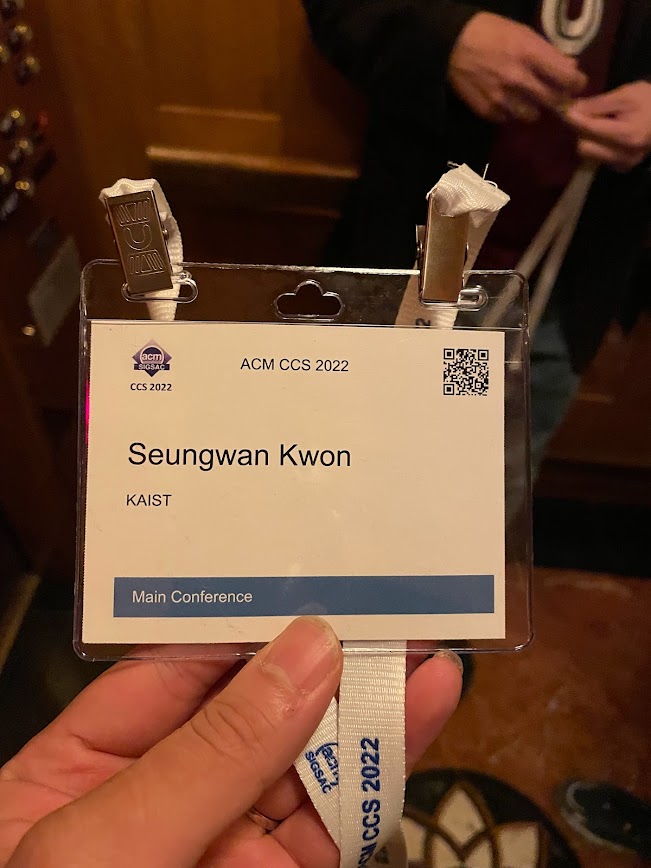 acm
SIGSAC
CCS 2022
ACM CCS 2022
Seungwan Kwon
KAIST
Main Conference
acm
SIGSAC
ACM CCS 2022